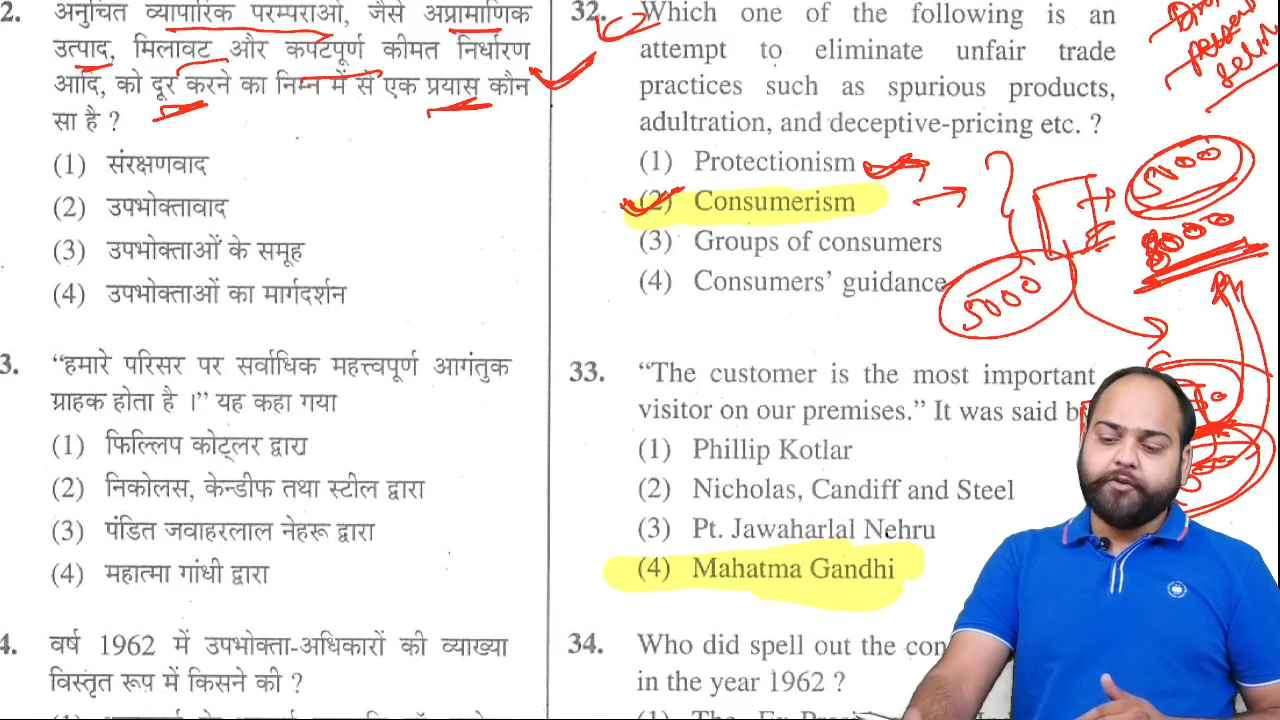 2. अनुचित व्यापारिक परम्पराओं, जैसे अप्रामाणिक
उत्पाद, मिलावट और कपटपूर्ण कीमत निर्धारण
आदि, को दूर करने का निम्न में से एक प्रयास कौन
सा है ?
(1) संरक्षणवाद
(2) उपभोक्तावाद
(3) उपभोक्ताओं के समूह
(4) उपभोक्ताओं का मार्गदर्शन
3. “हमारे परिसर पर सर्वाधिक महत्त्वपूर्ण आगंतुक
ग्राहक होता है ।” यह कहा गया
(1) फिल्लिप कोट्लर द्वारा
(2) निकोलस, केन्डीफ तथा स्टील द्वारा
(3) पंडित जवाहरलाल नेहरू द्वारा
(4) महात्मा गांधी द्वारा
4. वर्ष 1962 में उपभोक्ता-अधिकारों की व्याख्या
विस्तृत रूप में किसने की ?
32. Which one of the following is an
attempt to eliminate unfair trade
practices such as spurious products,
adultration, and deceptive-pricing etc. ?
(1) Protectionism
(2) Consumerism
(3) Groups of consumers
(4) Consumers’ guidance
5000
5000
8000
33. “The customer is the most important
visitor on our premises.” It was said b
(1) Phillip Kotlar
(2) Nicholas, Candiff and Steel
(3) Pt. Jawaharlal Nehru
(4) Mahatma Gandhi
34. Who did spell out the con
in the year 1962 ?